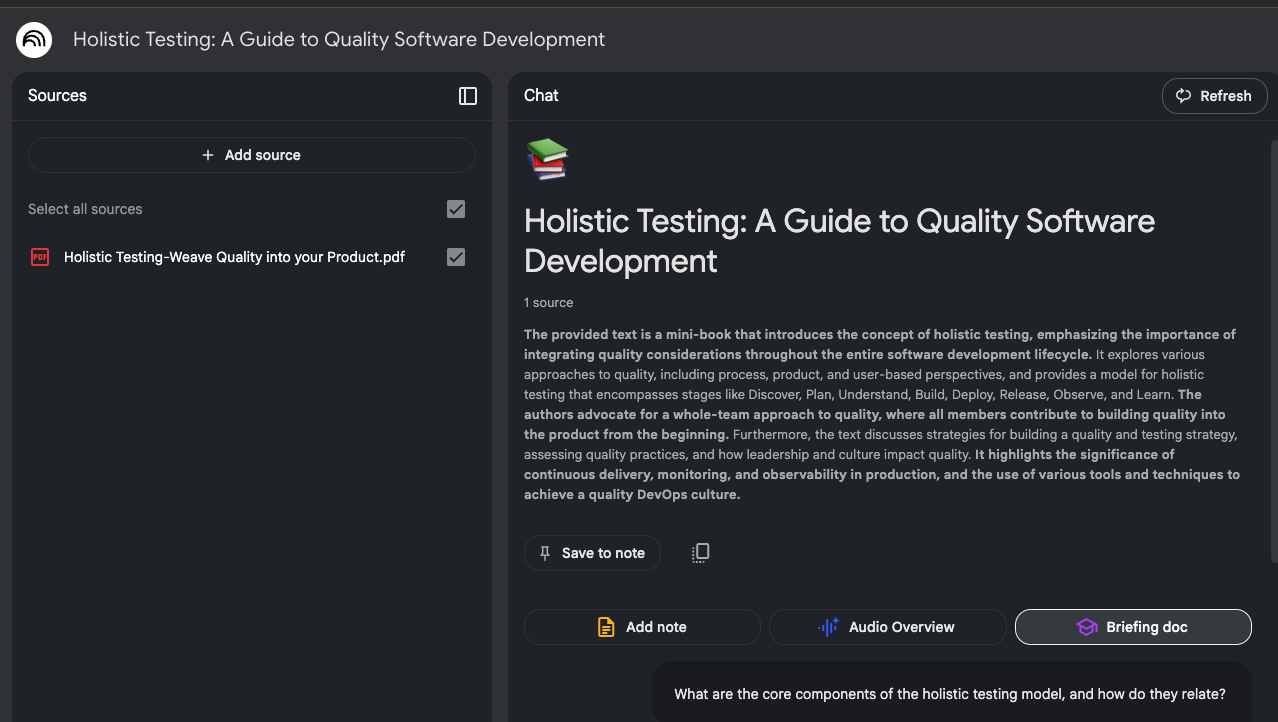 Holistic Testing: A Guide to Quality Software Development
Sources
Add source
Select all sources
PDF
Holistic Testing-Weave Quality into your Product.pdf
Chat
Refresh
Holistic Testing: A Guide to Quality Software
Development
1 source
The provided text is a mini-book that introduces the concept of holistic testing, emphasizing the importance of
integrating quality considerations throughout the entire software development lifecycle. It explores various
approaches to quality, including process, product, and user-based perspectives, and provides a model for holistic
testing that encompasses stages like Discover, Plan, Understand, Build, Deploy, Release, Observe, and Learn. The
authors advocate for a whole-team approach to quality, where all members contribute to building quality into
the product from the beginning. Furthermore, the text discusses strategies for building a quality and testing strategy,
assessing quality practices, and how leadership and culture impact quality. It highlights the significance of
continuous delivery, monitoring, and observability in production, and the use of various tools and techniques to
achieve a quality DevOps culture.
Save to note
Add note
Audio Overview
Briefing doc
What are the core components of the holistic testing model, and how do they relate?